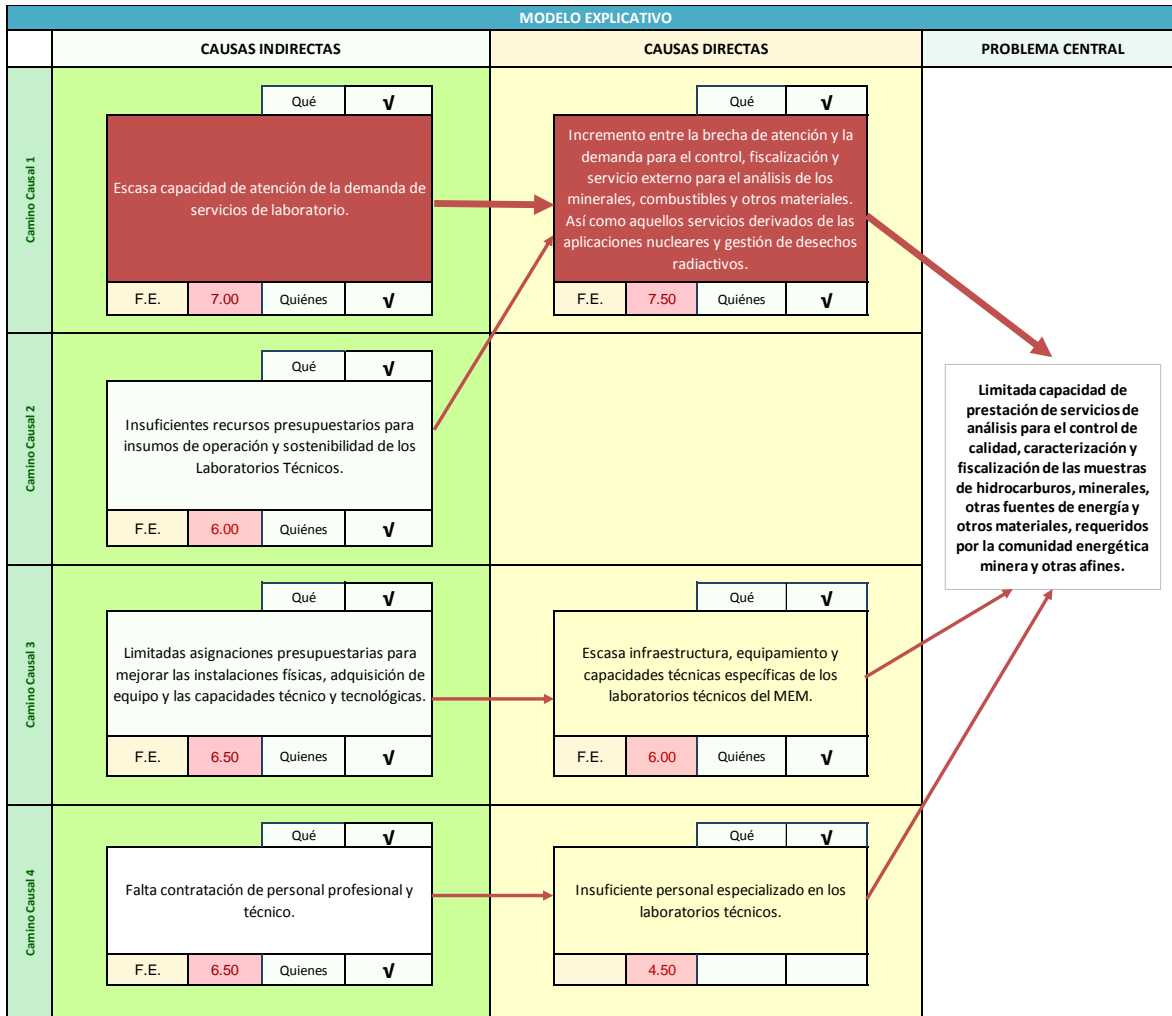 MODELO EXPLICATIVO
CAUSAS INDIRECTAS
CAUSAS DIRECTAS
PROBLEMA CENTRAL
Camino Causal 1
Qué √
Escasa capacidad de atención de la demanda de
servicios de laboratorio.
F.E. 7.00 Quiénes √
Qué √
Incremento entre la brecha de atención y la
demanda para el control, fiscalización y
servicio externo para el análisis de los
minerales, combustibles y otros materiales.
Así como aquellos servicios derivados de las
aplicaciones nucleares y gestión de desechos
radiactivos.
F.E. 7.50 Quiénes √
Camino Causal 2
Qué √
Insuficientes recursos presupuestarios para
insumos de operación y sostenibilidad de los
Laboratorios Técnicos.
F.E. 6.00 Quiénes √
Limitada capacidad de
prestación de servicios de
análisis para el control de
calidad, caracterización y
fiscalización de las muestras
de hidrocarburos, minerales,
otras fuentes de energía y
otros materiales, requeridos
por la comunidad energética
minera y otras afines.
Camino Causal 3
Qué √
Limitadas asignaciones presupuestarias para
mejorar las instalaciones físicas, adquisición de
equipo y las capacidades técnico y tecnológicas.
F.E. 6.50 Quienes √
Qué √
Escasa infraestructura, equipamiento y
capacidades técnicas específicas de los
laboratorios técnicos del MEM.
F.E. 6.00 Quiénes √
Camino Causal 4
Qué √
Falta contratación de personal profesional y
técnico.
F.E. 6.50 Quienes √
Qué √
Insuficiente personal especializado en los
laboratorios técnicos.
4.50